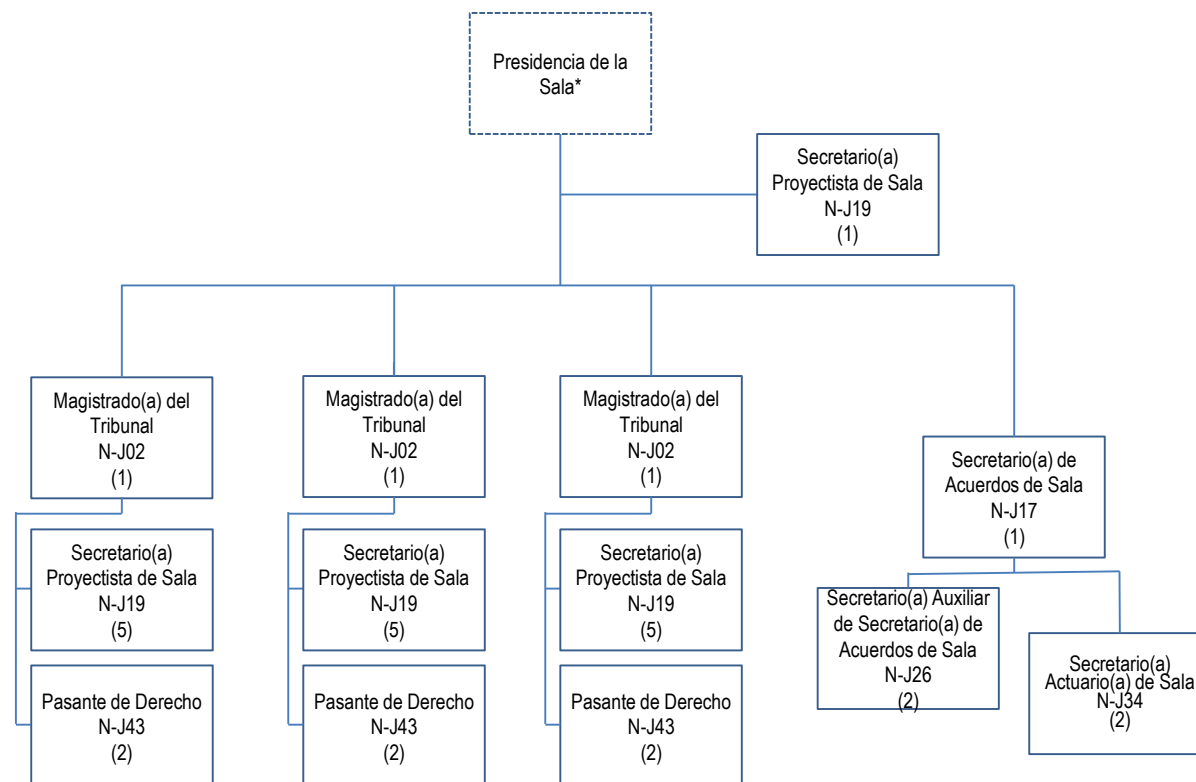 Presidencia de la
Sala*
Secretario(a)
Proyectista de Sala
N-J19
(1)
Magistrado(a) del
Tribunal
N-J02
(1)
Magistrado(a) del
Tribunal
N-J02
(1)
Magistrado(a) del
Tribunal
N-J02
(1)
Secretario(a) de
Acuerdos de Sala
N-J17
(1)
Secretario(a)
Proyectista de Sala
N-J19
(5)
Secretario(a)
Proyectista de Sala
N-J19
(5)
Secretario(a)
Proyectista de Sala
N-J19
(5)
Secretario(a) Auxiliar
de Secretario(a) de
Acuerdos de Sala
N-J26
(2)
Secretario(a)
Actuario(a) de Sala
N-J34
(2)
Pasante de Derecho
N-J43
(2)
Pasante de Derecho
N-J43
(2)
Pasante de Derecho
N-J43
(2)